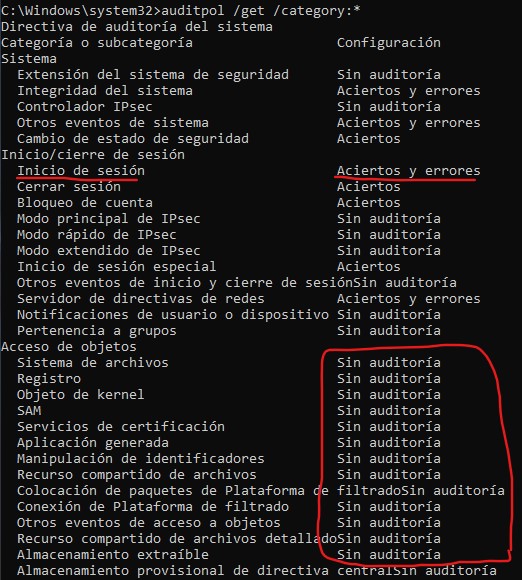 C:\Windows\system32>auditpol /get /category:*
Directiva de auditoría del sistema
Categoría o subcategoría Configuración
Sistema
Extensión del sistema de seguridad Sin auditoría
Integridad del sistema Aciertos y errores
Controlador IPsec Sin auditoría
Otros eventos de sistema Aciertos y errores
Cambio de estado de seguridad Aciertos
Inicio/cierre de sesión
Inicio de sesión Aciertos y errores
Cerrar sesión Aciertos
Bloqueo de cuenta Aciertos
Modo principal de IPsec Sin auditoría
Modo rápido de IPsec Sin auditoría
Modo extendido de IPsec Sin auditoría
Inicio de sesión especial Aciertos
Otros eventos de inicio y cierre de sesiónSin auditoría
Servidor de directivas de redes Aciertos y errores
Notificaciones de usuario o dispositivo Sin auditoría
Pertenencia a grupos Sin auditoría
Acceso de objetos
Sistema de archivos Sin auditoría
Registro Sin auditoría
Objeto de kernel Sin auditoría
SAM Sin auditoría
Servicios de certificación Sin auditoría
Aplicación generada Sin auditoría
Manipulación de identificadores Sin auditoría
Recurso compartido de archivos Sin auditoría
Colocación de paquetes de Plataforma de filtradoSin auditoría
Conexión de Plataforma de filtrado Sin auditoría
Otros eventos de acceso a objetos Sin auditoría
Recurso compartido de archivos detalladoSin auditoría
Almacenamiento extraíble Sin auditoría
Almacenamiento provisional de directiva centralSin auditoría